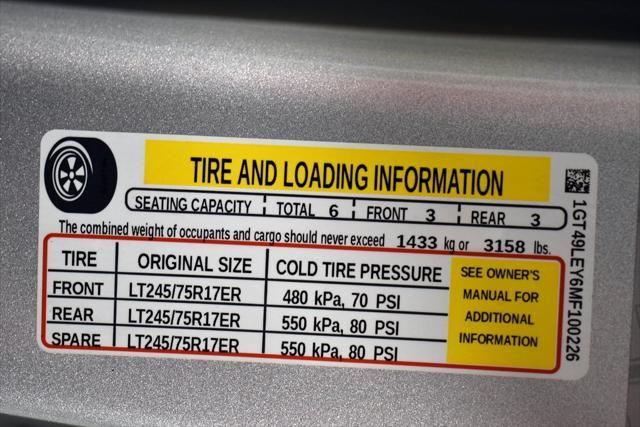 TIRE AND LOADING INFORMATION
SEATING CAPACITY TOTAL 6 FRONT 3 REAR 3
The combined weight of occupants and cargo should never exceed 1433 kg or 3158 lbs.
TIRE ORIGINAL SIZE COLD TIRE PRESSURE
FRONT LT245/75R17ER 480 kPa, 70 PSI
REAR LT245/75R17ER 550 kPa, 80 PSI
SPARE LT245/75R17ER 550 kPa, 80 PSI
SEE OWNER'S
MANUAL FOR
ADDITIONAL
INFORMATION
1GT49LEY6MF100226